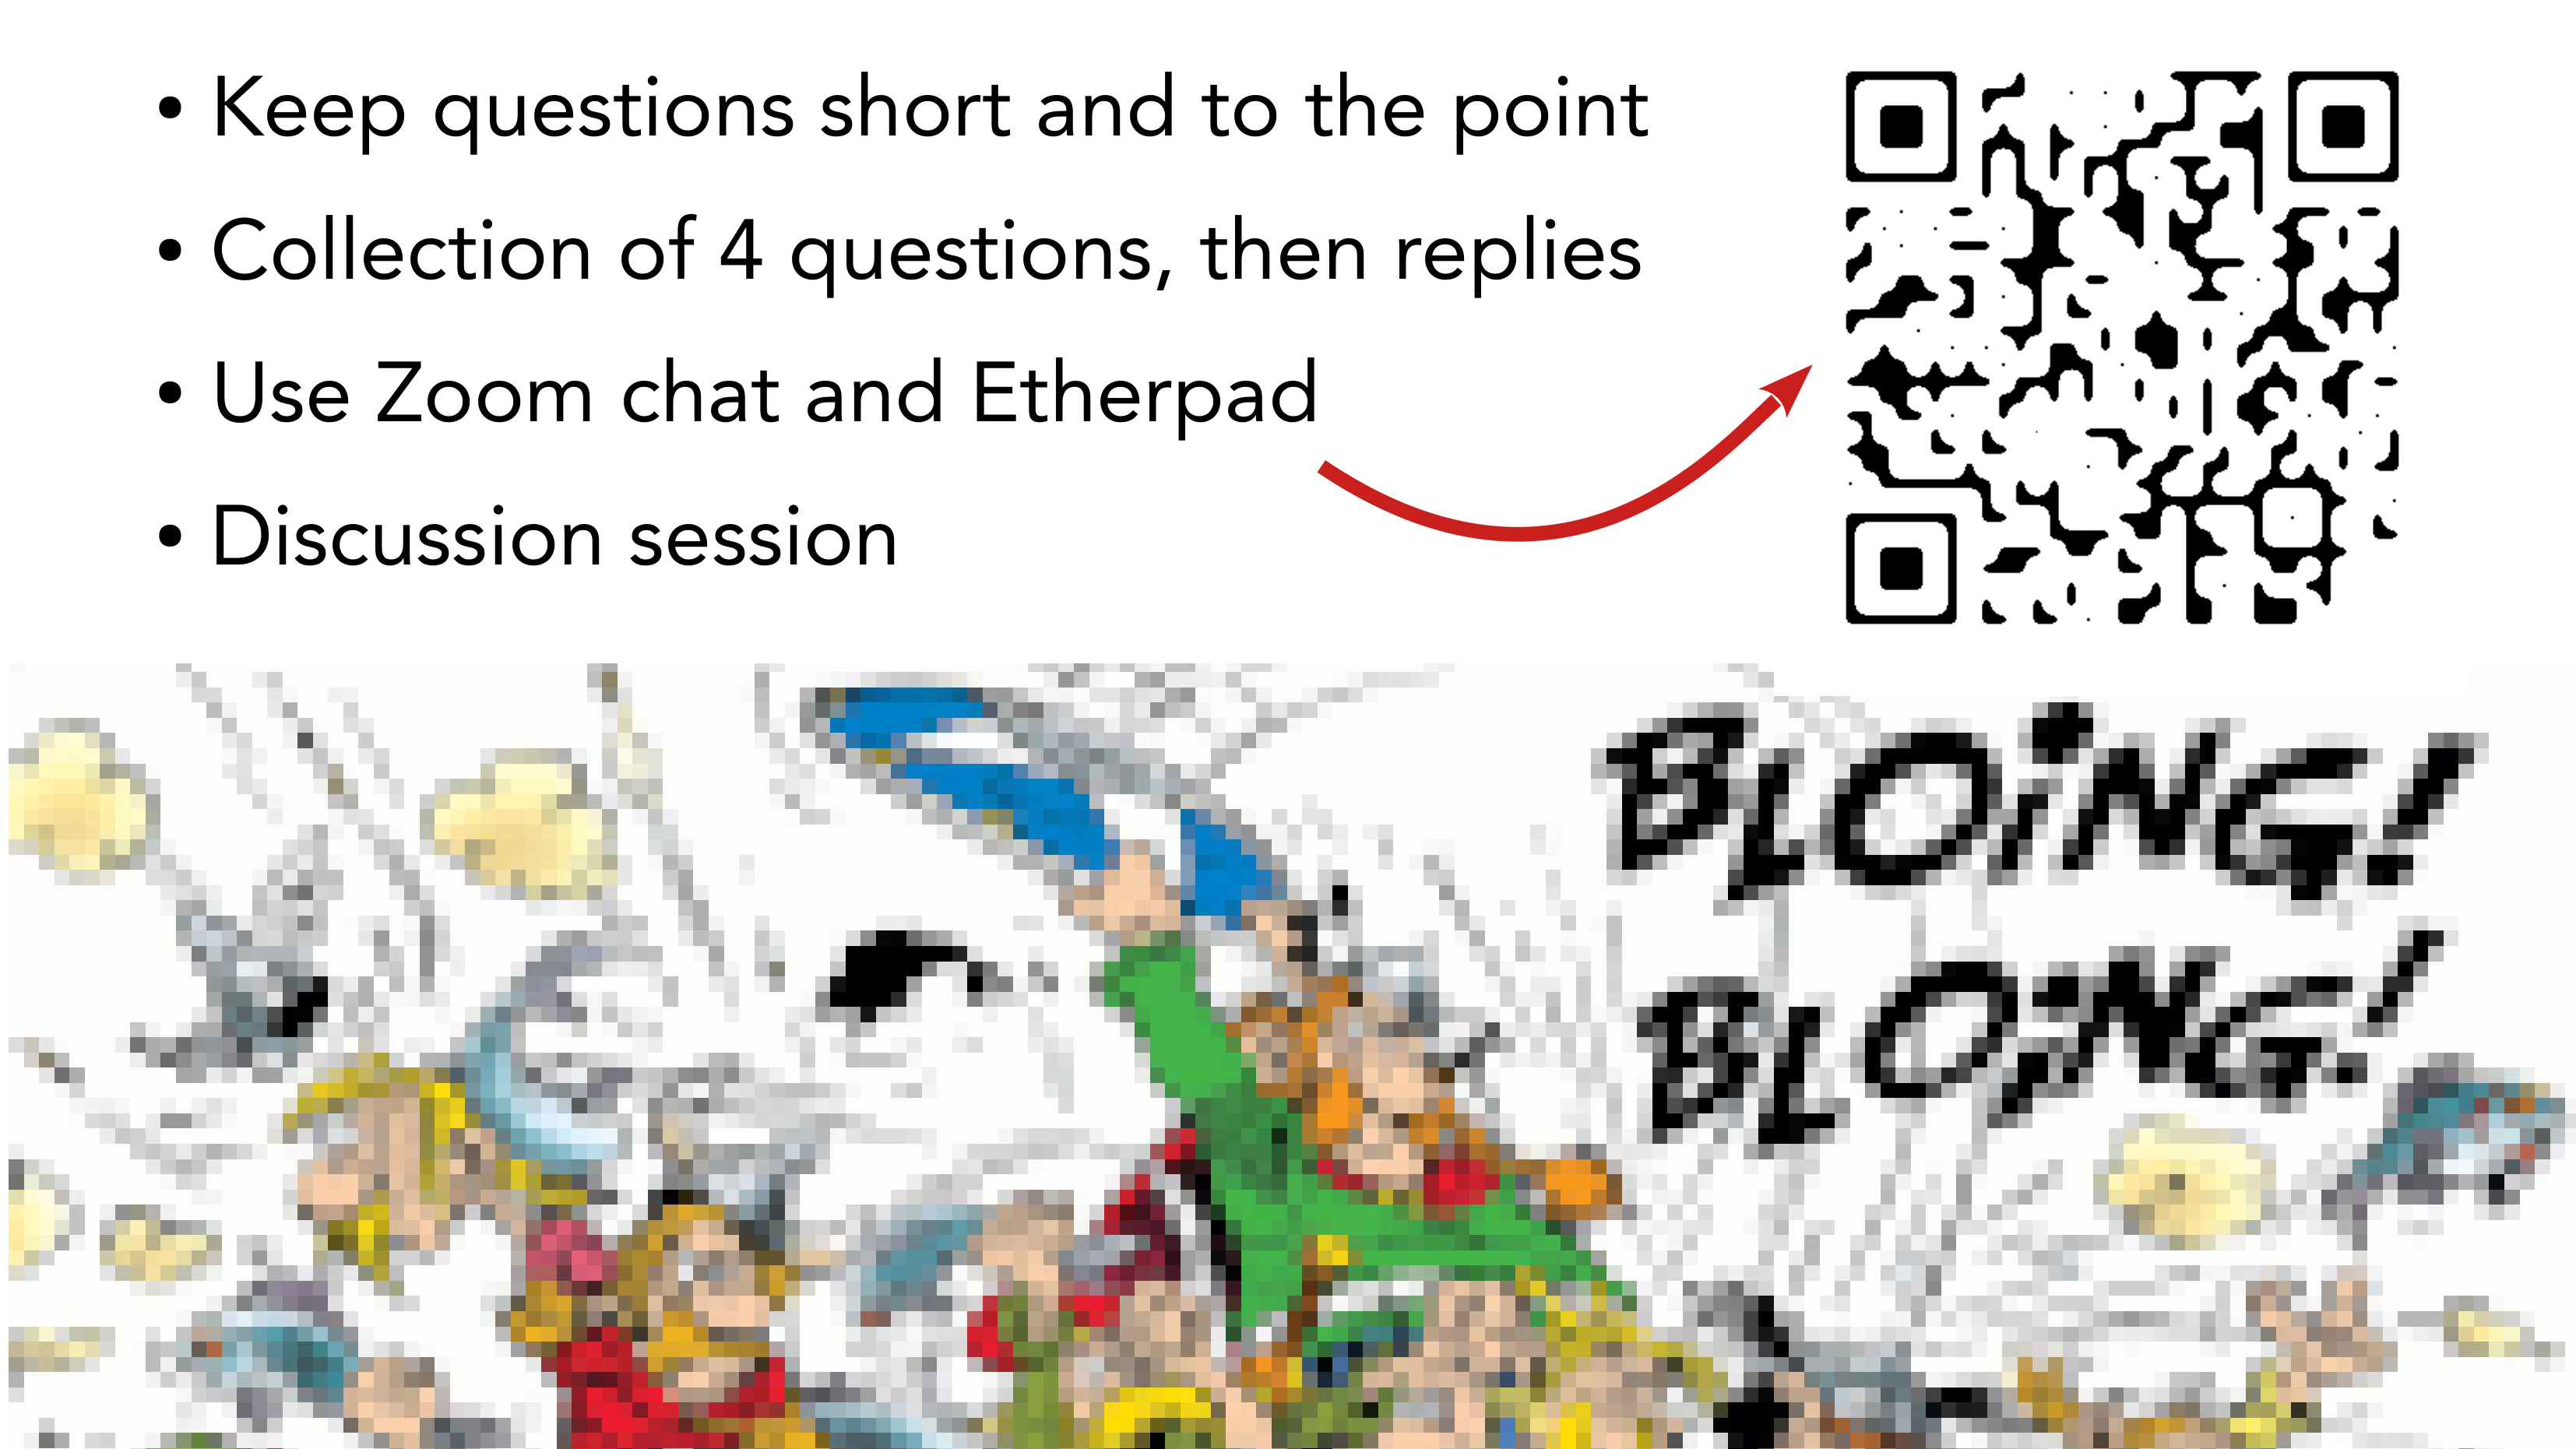 • Keep questions short and to the point
• Collection of 4 questions, then replies
• Use Zoom chat and Etherpad
• Discussion session
BLOiNG!
BLOiNG!